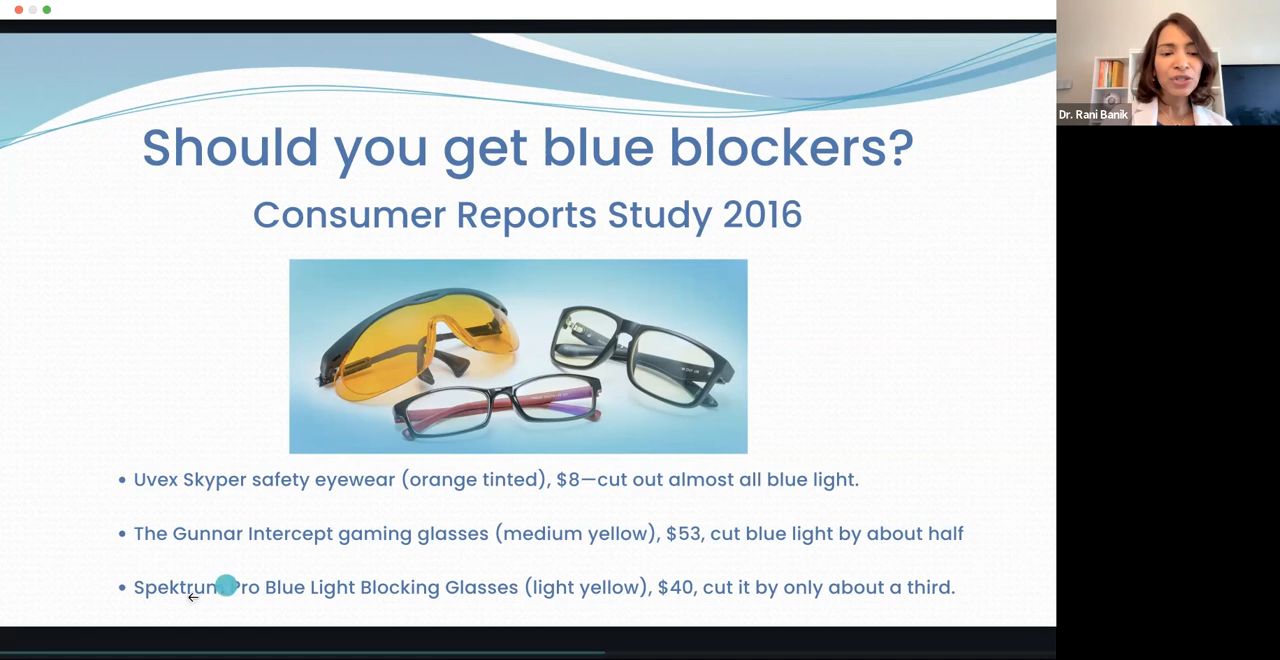 Should you get blue blockers?
Consumer Reports Study 2016
• Uvex Skyper safety eyewear (orange tinted), $8—cut out almost all blue light.
• The Gunnar Intercept gaming glasses (medium yellow), $53, cut blue light by about half
• Spektrum Pro Blue Light Blocking Glasses (light yellow), $40, cut it by only about a third.
Dr. Rani Banik